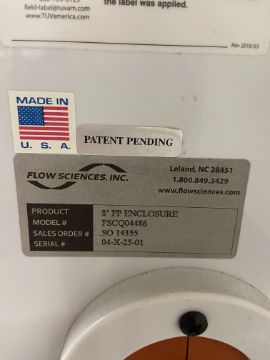 field-label@tuvam.com
www.TUVamerica.com
the label was applied.
Rev 2010-03
MADE IN
U. S. A.
PATENT PENDING
FLOW SCIENCES, INC.
Leland, NC 28451
1.800.849.3429
www.flowsciences.com
PRODUCT 8' PP ENCLOSURE
MODEL # FSCQ04486
SALES ORDER # SO 14355
SERIAL # 04-X-25-01